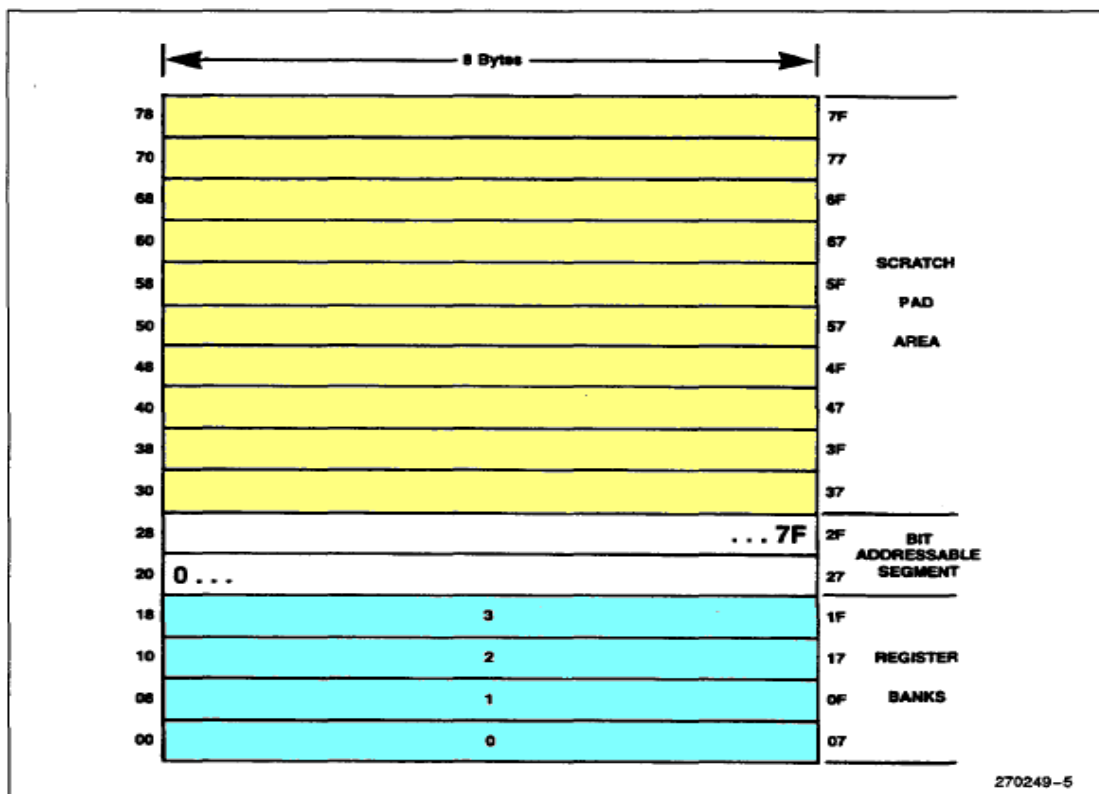 8 Bytes
78 7F
70 77
68 6F
60 67
58 5F
50 57
48 4F
40 47
38 3F
30 37
SCRATCH
PAD
AREA
28 ...7F 2F
20 0... 27
BIT
ADDRESSABLE
SEGMENT
18 3 1F
10 2 17
08 1 0F
00 0 07
REGISTER
BANKS
270249-5